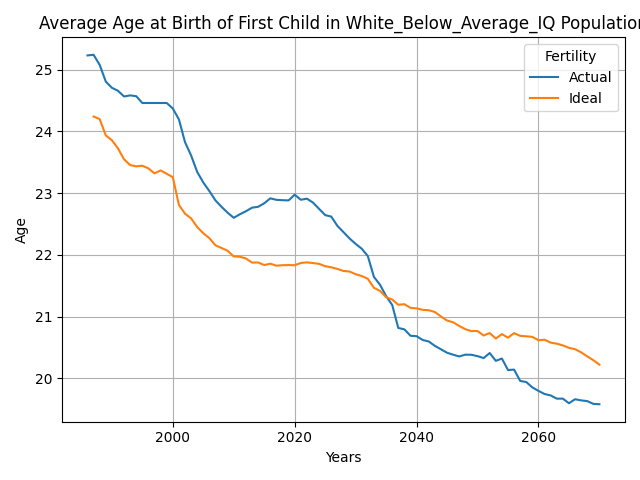 Average Age at Birth of First Child in White_Below_Average_IQ Population
Fertility
Actual
Ideal
25
24
23
22
21
20
Age
2000 2020 2040 2060
Years